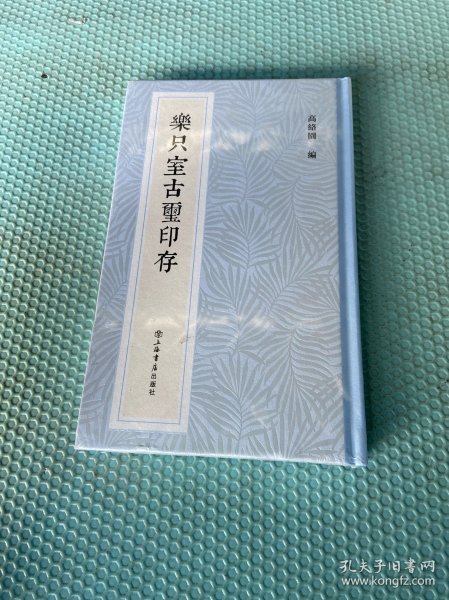 樂只室古璽印存
上海書店出版社
高絡園 編
孔夫子旧书网
www.kongfz.com